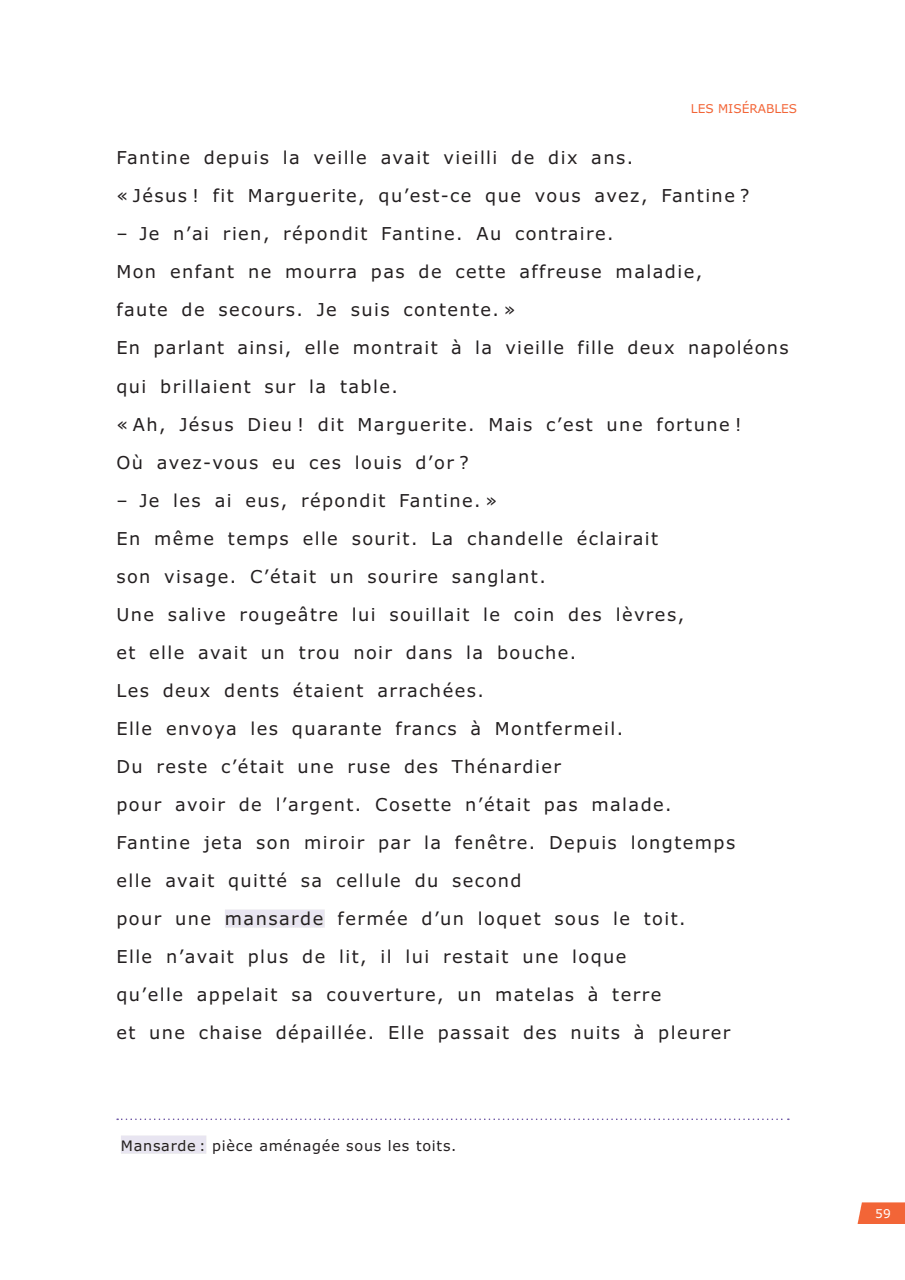 LES MISÉRABLES
Fantine depuis la veille avait vieilli de dix ans.
« Jésus ! fit Marguerite, qu’est-ce que vous avez, Fantine ?
– Je n’ai rien, répondit Fantine. Au contraire.
Mon enfant ne mourra pas de cette affreuse maladie,
faute de secours. Je suis contente. »
En parlant ainsi, elle montrait à la vieille fille deux napoléons
qui brillaient sur la table.
« Ah, Jésus Dieu ! dit Marguerite. Mais c’est une fortune !
Où avez-vous eu ces louis d’or ?
– Je les ai eus, répondit Fantine. »
En même temps elle sourit. La chandelle éclairait
son visage. C’était un sourire sanglant.
Une salive rougeâtre lui souillait le coin des lèvres,
et elle avait un trou noir dans la bouche.
Les deux dents étaient arrachées.
Elle envoya les quarante francs à Montfermeil.
Du reste c’était une ruse des Thénardier
pour avoir de l’argent. Cosette n’était pas malade.
Fantine jeta son miroir par la fenêtre. Depuis longtemps
elle avait quitté sa cellule du second
pour une mansarde fermée d’un loquet sous le toit.
Elle n’avait plus de lit, il lui restait une loque
qu’elle appelait sa couverture, un matelas à terre
et une chaise dépaillée. Elle passait des nuits à pleurer
Mansarde : pièce aménagée sous les toits.
59